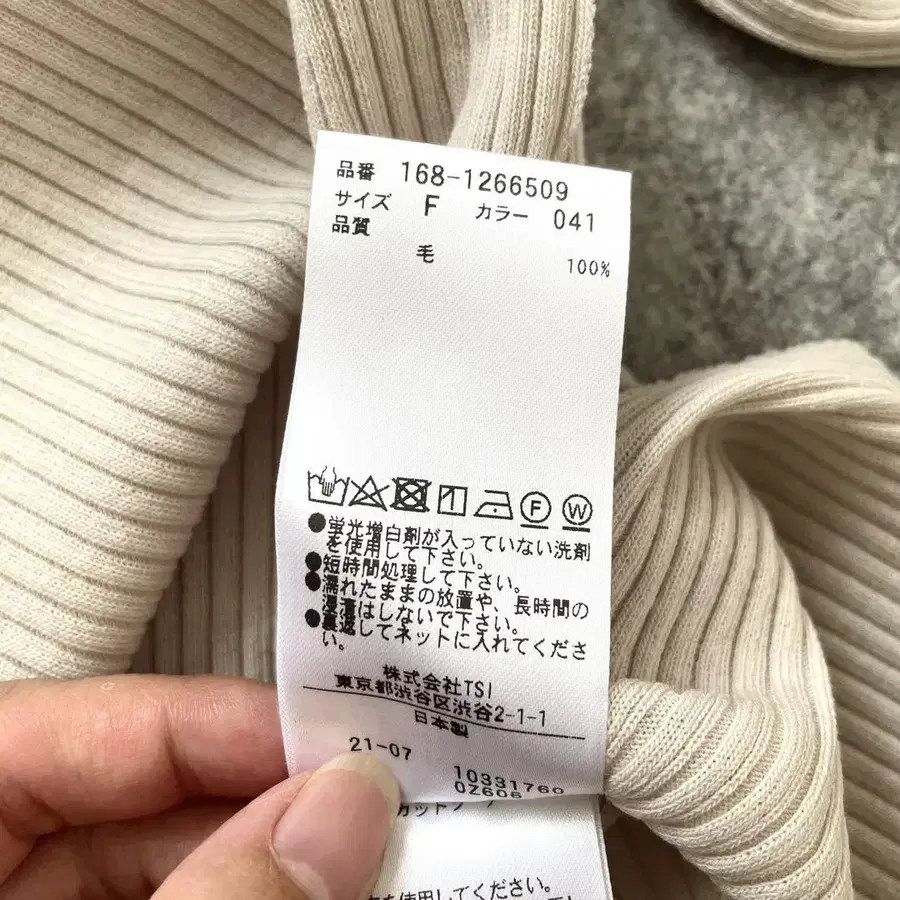 品番 168-1266509
サイズ F カラー 041
品質
毛 100%
F W
●蛍光増白剤が入っていない洗剤
を使用して下さい。
●短時間処理して下さい。
●濡れたままの放置や、長時間の
浸漬はしないで下さい。
●裏返してネットに入れてくださ
い。
株式会社TSI
東京都渋谷区渋谷2-1-1
日本製
21-07
10331760
0Z606
を使用してください。